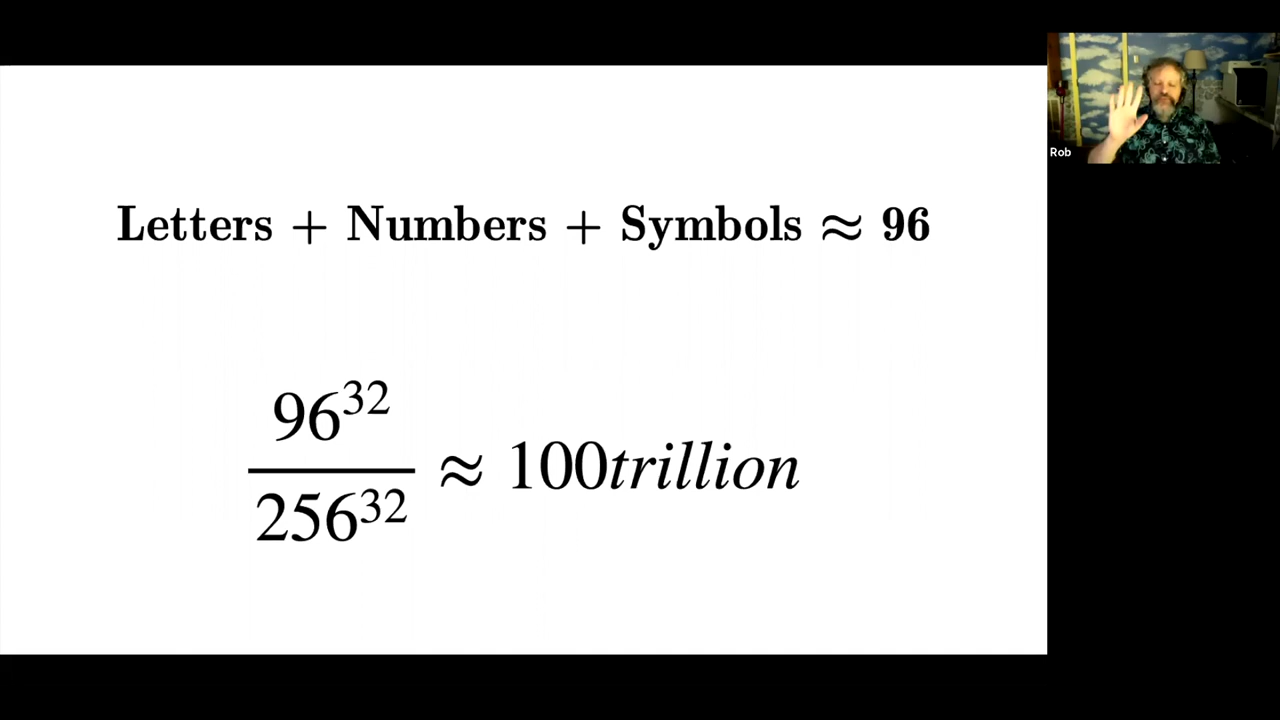 Letters + Numbers + Symbols ≈ 96
Rob
96³²
256³²
≈ 100trillion